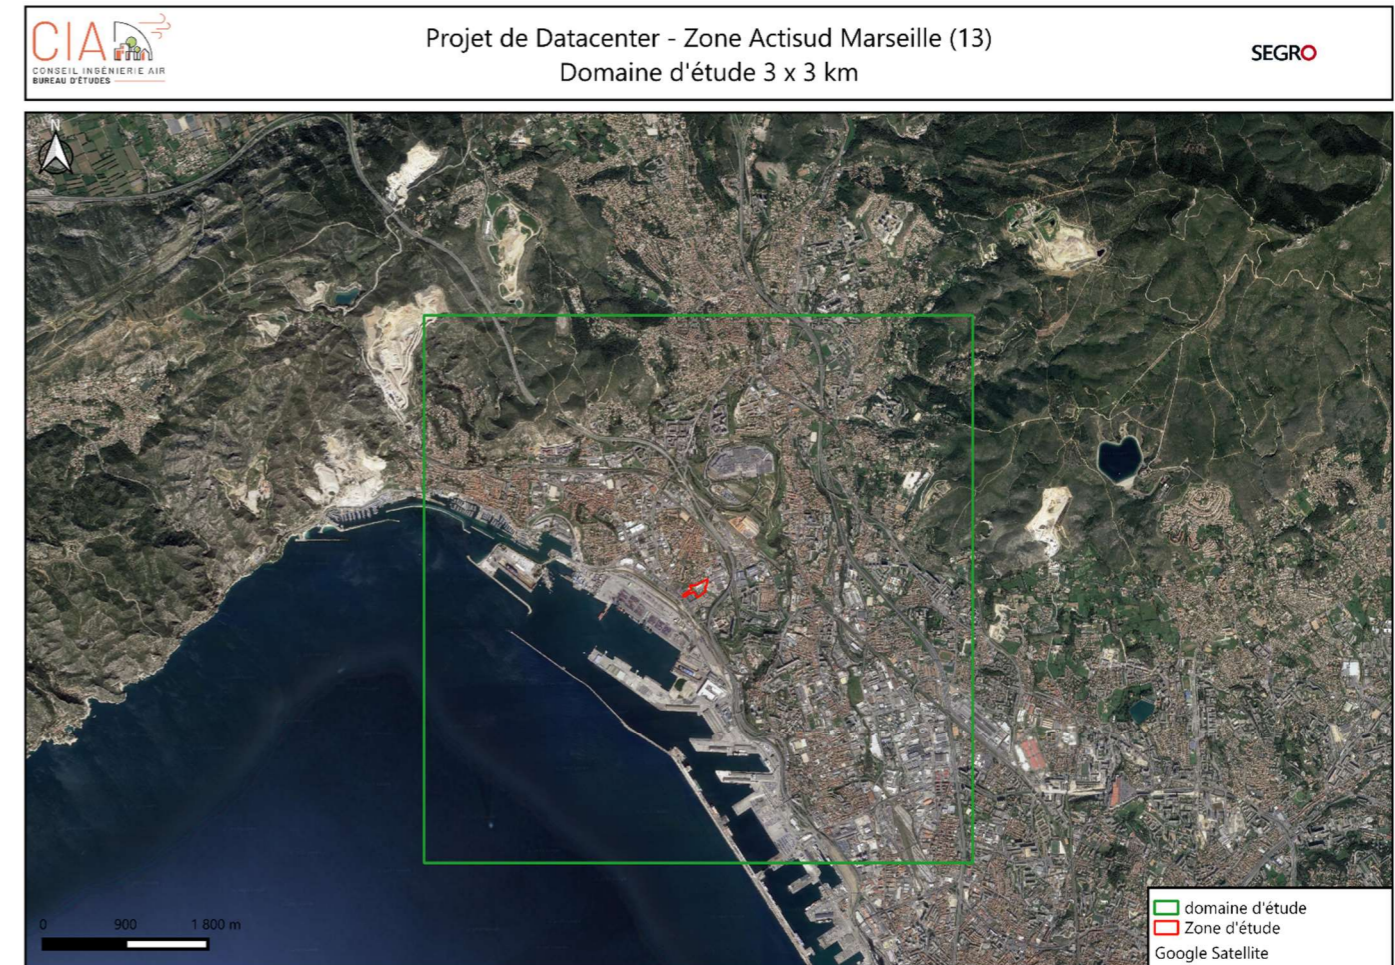 CIA
CONSEIL INGÉNIERIE AIR
BUREAU D'ÉTUDES
Projet de Datacenter - Zone Actisud Marseille (13)
Domaine d'étude 3 x 3 km
SEGRO
N
0 900 1 800 m
domaine d'étude
Zone d'étude
Google Satellite